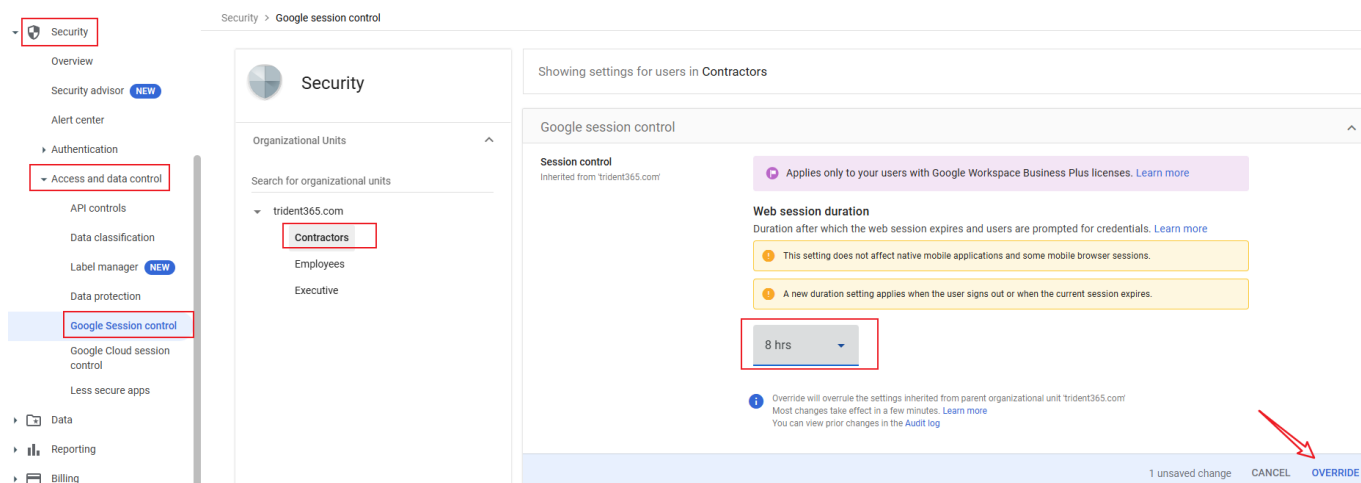 Security
Overview
Security advisor NEW
Alert center
Authentication
Access and data control
API controls
Data classification
Label manager NEW
Data protection
Google Session control
Google Cloud session
control
Less secure apps
Data
Reporting
Billing
Security > Google session control
Security
Organizational Units
Search for organizational units
trident365.com
Contractors
Employees
Executive
Showing settings for users in Contractors
Google session control
Session control
Inherited from 'trident365.com'
Applies only to your users with Google Workspace Business Plus licenses. Learn more
Web session duration
Duration after which the web session expires and users are prompted for credentials. Learn more
This setting does not affect native mobile applications and some mobile browser sessions.
A new duration setting applies when the user signs out or when the current session expires.
8 hrs
Override will overrule the settings inherited from parent organizational unit 'trident365.com'
Most changes take effect in a few minutes. Learn more
You can view prior changes in the Audit log
1 unsaved change CANCEL OVERRIDE